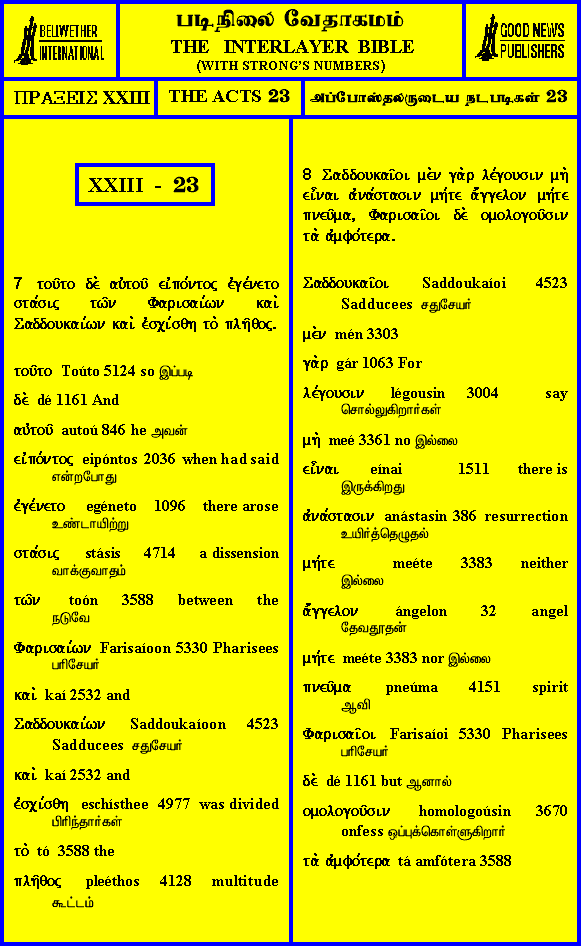 BELLWETHER
INTERNATIONAL
படிநிலை வேதாகமம்
THE INTERLAYER BIBLE
(WITH STRONG'S NUMBERS)
GOOD NEWS
PUBLISHERS
ΠΡΑΞΕΙΣ XXIII
THE ACTS 23
அப்போஸ்தலருடைய நடபடிகள் 23
XXIII - 23
7 τοῦτο δὲ αὐτοῦ εἰπόντος ἐγένετο
στάσις τῶν Φαρισαίων καὶ
Σαδδουκαίων καὶ ἐσχίσθη τὸ πλῆθος.
τοῦτο Toúto 5124 so இப்படி
δὲ dé 1161 And
αὐτοῦ autoú 846 he அவன்
εἰπόντος eipóntos 2036 when had said
என்றபோது
ἐγένετο egéneto 1096 there arose
உண்டாயிற்று
στάσις stásis 4714 a dissension
வாக்குவாதம்
τῶν toón 3588 between the
நடுவே
Φαρισαίων Farisaíoon 5330 Pharisees
பரிசேயர்
καὶ kaí 2532 and
Σαδδουκαίων Saddoukaíoon 4523
Sadducees சதுசேயர்
καὶ kaí 2532 and
ἐσχίσθη eschísthee 4977 was divided
பிரிந்தார்கள்
τὸ tó 3588 the
πλῆθος pleéthos 4128 multitude
கூட்டம்
8 Σαδδουκαῖοι μὲν γὰρ λέγουσιν μὴ
εἶναι ἀνάστασιν μήτε ἄγγελον μήτε
πνεῦμα, Φαρισαῖοι δὲ ομολογοῦσιν
τὰ ἀμφότερα.
Σαδδουκαῖοι Saddoukaíoi 4523
Sadducees சதுசேயர்
μὲν mén 3303
γὰρ gár 1063 For
λέγουσιν légousin 3004 say
சொல்லுகிறார்கள்
μὴ meé 3361 no இல்லை
εἶναι eínai 1511 there is
இருக்கிறது
ἀνάστασιν anástasin 386 resurrection
உயிர்த்தெழுதல்
μήτε meéte 3383 neither
இல்லை
ἄγγελον ángelon 32 angel
தேவதூதன்
μήτε meéte 3383 nor இல்லை
πνεῦμα pneúma 4151 spirit
ஆவி
Φαρισαῖοι Farisaíoi 5330 Pharisees
பரிசேயர்
δὲ dé 1161 but ஆனால்
ομολογοῦσιν homologoúsin 3670
onfess ஒப்புக்கொள்ளுகிறார்
τὰ ἀμφότερα tá amfótera 3588